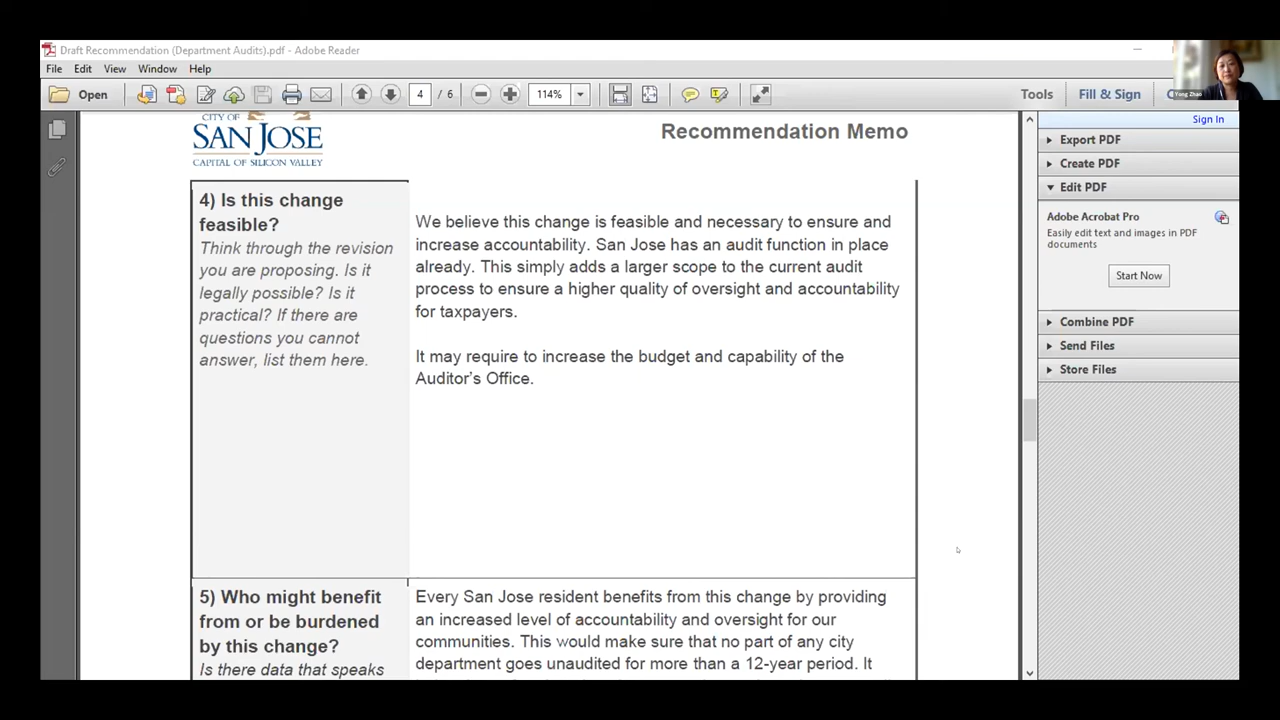 Draft Recommendation (Department Audits).pdf - Adobe Reader
File Edit View Window Help
Open 4 / 6 114% Tools Fill & Sign
Yong Zhao
Sign In
CITY OF
SAN JOSE
CAPITAL OF SILICON VALLEY
Recommendation Memo
4) Is this change
feasible?
Think through the revision
you are proposing. Is it
legally possible? Is it
practical? If there are
questions you cannot
answer, list them here.
We believe this change is feasible and necessary to ensure and
increase accountability. San Jose has an audit function in place
already. This simply adds a larger scope to the current audit
process to ensure a higher quality of oversight and accountability
for taxpayers.
It may require to increase the budget and capability of the
Auditor's Office.
5) Who might benefit
from or be burdened
by this change?
Is there data that speaks
Every San Jose resident benefits from this change by providing
an increased level of accountability and oversight for our
communities. This would make sure that no part of any city
department goes unaudited for more than a 12-year period. It
Export PDF
Create PDF
Edit PDF
Adobe Acrobat Pro
Easily edit text and images in PDF
documents
Start Now
Combine PDF
Send Files
Store Files